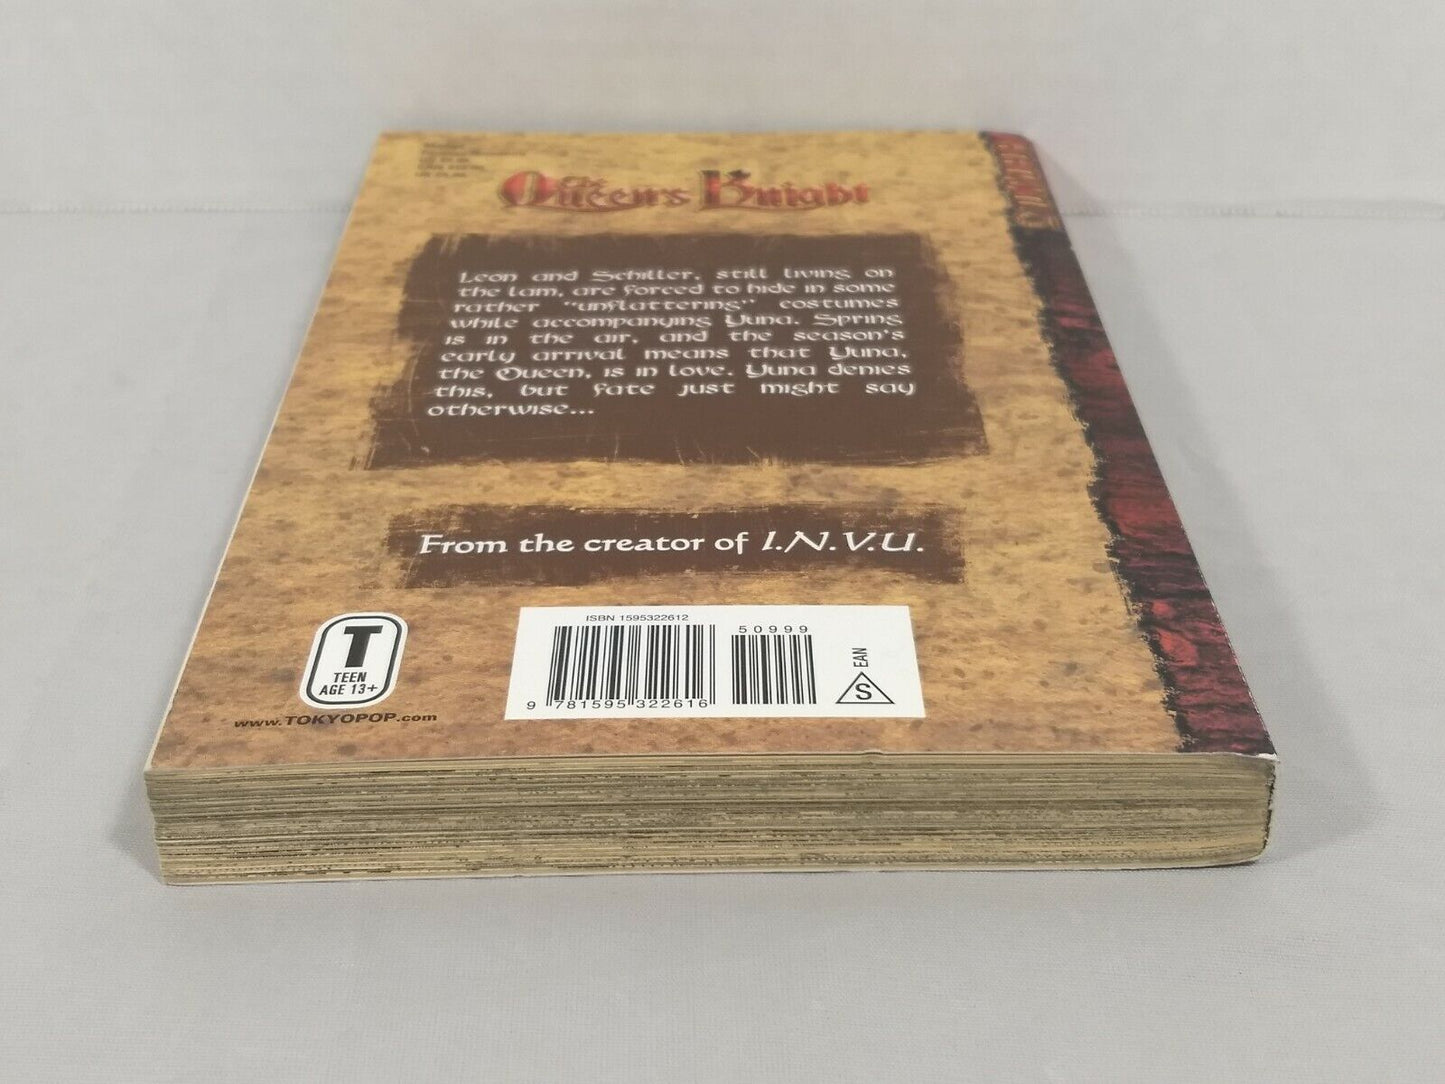 The Queen's Knight
Leon and Schiller, still living on
the lam, are forced to hide in some
rather "unflattering" costumes
while accompanying Yuna. Spring
is in the air, and the season's
early arrival means that Yuna,
the Queen, is in love. Yuna denies
this, but fate just might say
otherwise...
From the creator of I.N.V.U.
T
TEEN
AGE 13+
www.TOKYOPOP.com
ISBN 1595322612
50999
9 781595 322616
EAN
S